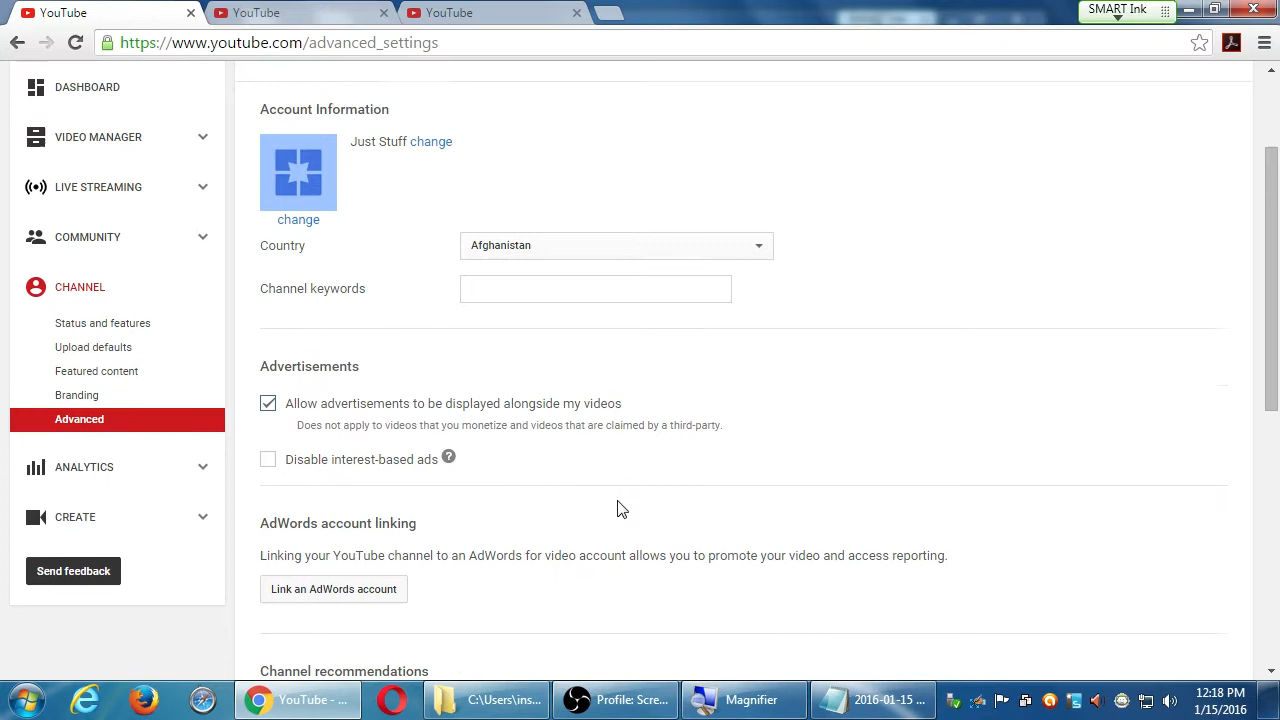 YouTube
YouTube
YouTube
SMART Ink
https://www.youtube.com/advanced_settings
DASHBOARD
VIDEO MANAGER
LIVE STREAMING
COMMUNITY
CHANNEL
Status and features
Upload defaults
Featured content
Branding
Advanced
ANALYTICS
CREATE
Send feedback
Account Information
Just Stuff change
change
Country
Afghanistan
Channel keywords
Advertisements
Allow advertisements to be displayed alongside my videos
Does not apply to videos that you monetize and videos that are claimed by a third-party.
Disable interest-based ads ?
AdWords account linking
Linking your YouTube channel to an AdWords for video account allows you to promote your video and access reporting.
Link an AdWords account
Channel recommendations
YouTube - ...
C:\Users\ins...
Profile: Scre...
Magnifier
2016-01-15 ...
12:18 PM
1/15/2016